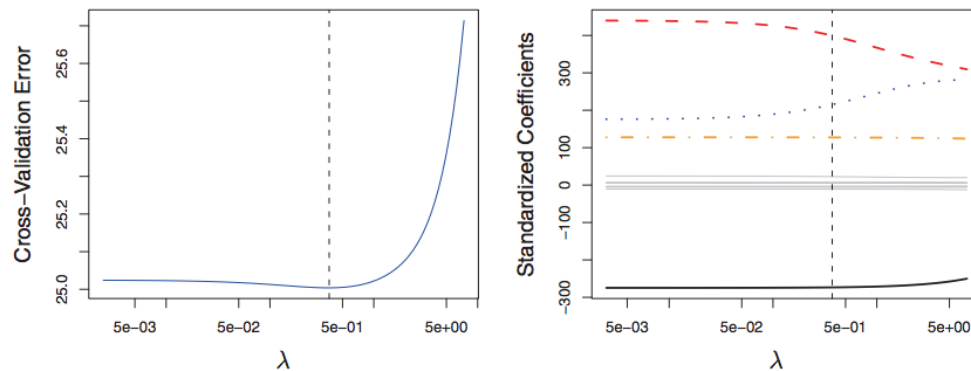 Cross−Validation Error
25.0 25.2 25.4 25.6
5e−03 5e−02 5e−01 5e+00
λ
Standardized Coefficients
−300 −100 0 100 300
5e−03 5e−02 5e−01 5e+00
λ